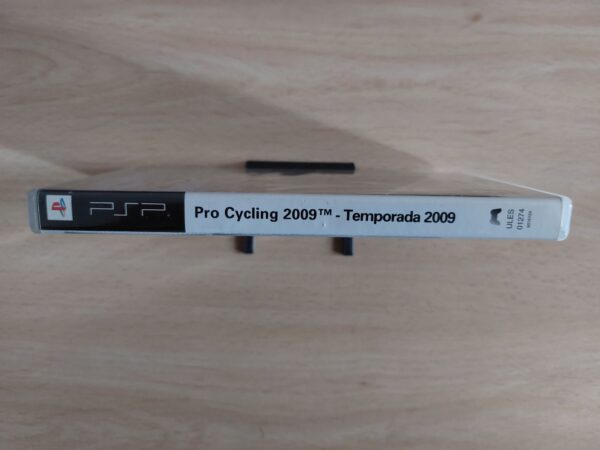 PSP
Pro Cycling 2009™ - Temporada 2009
ULES
01274